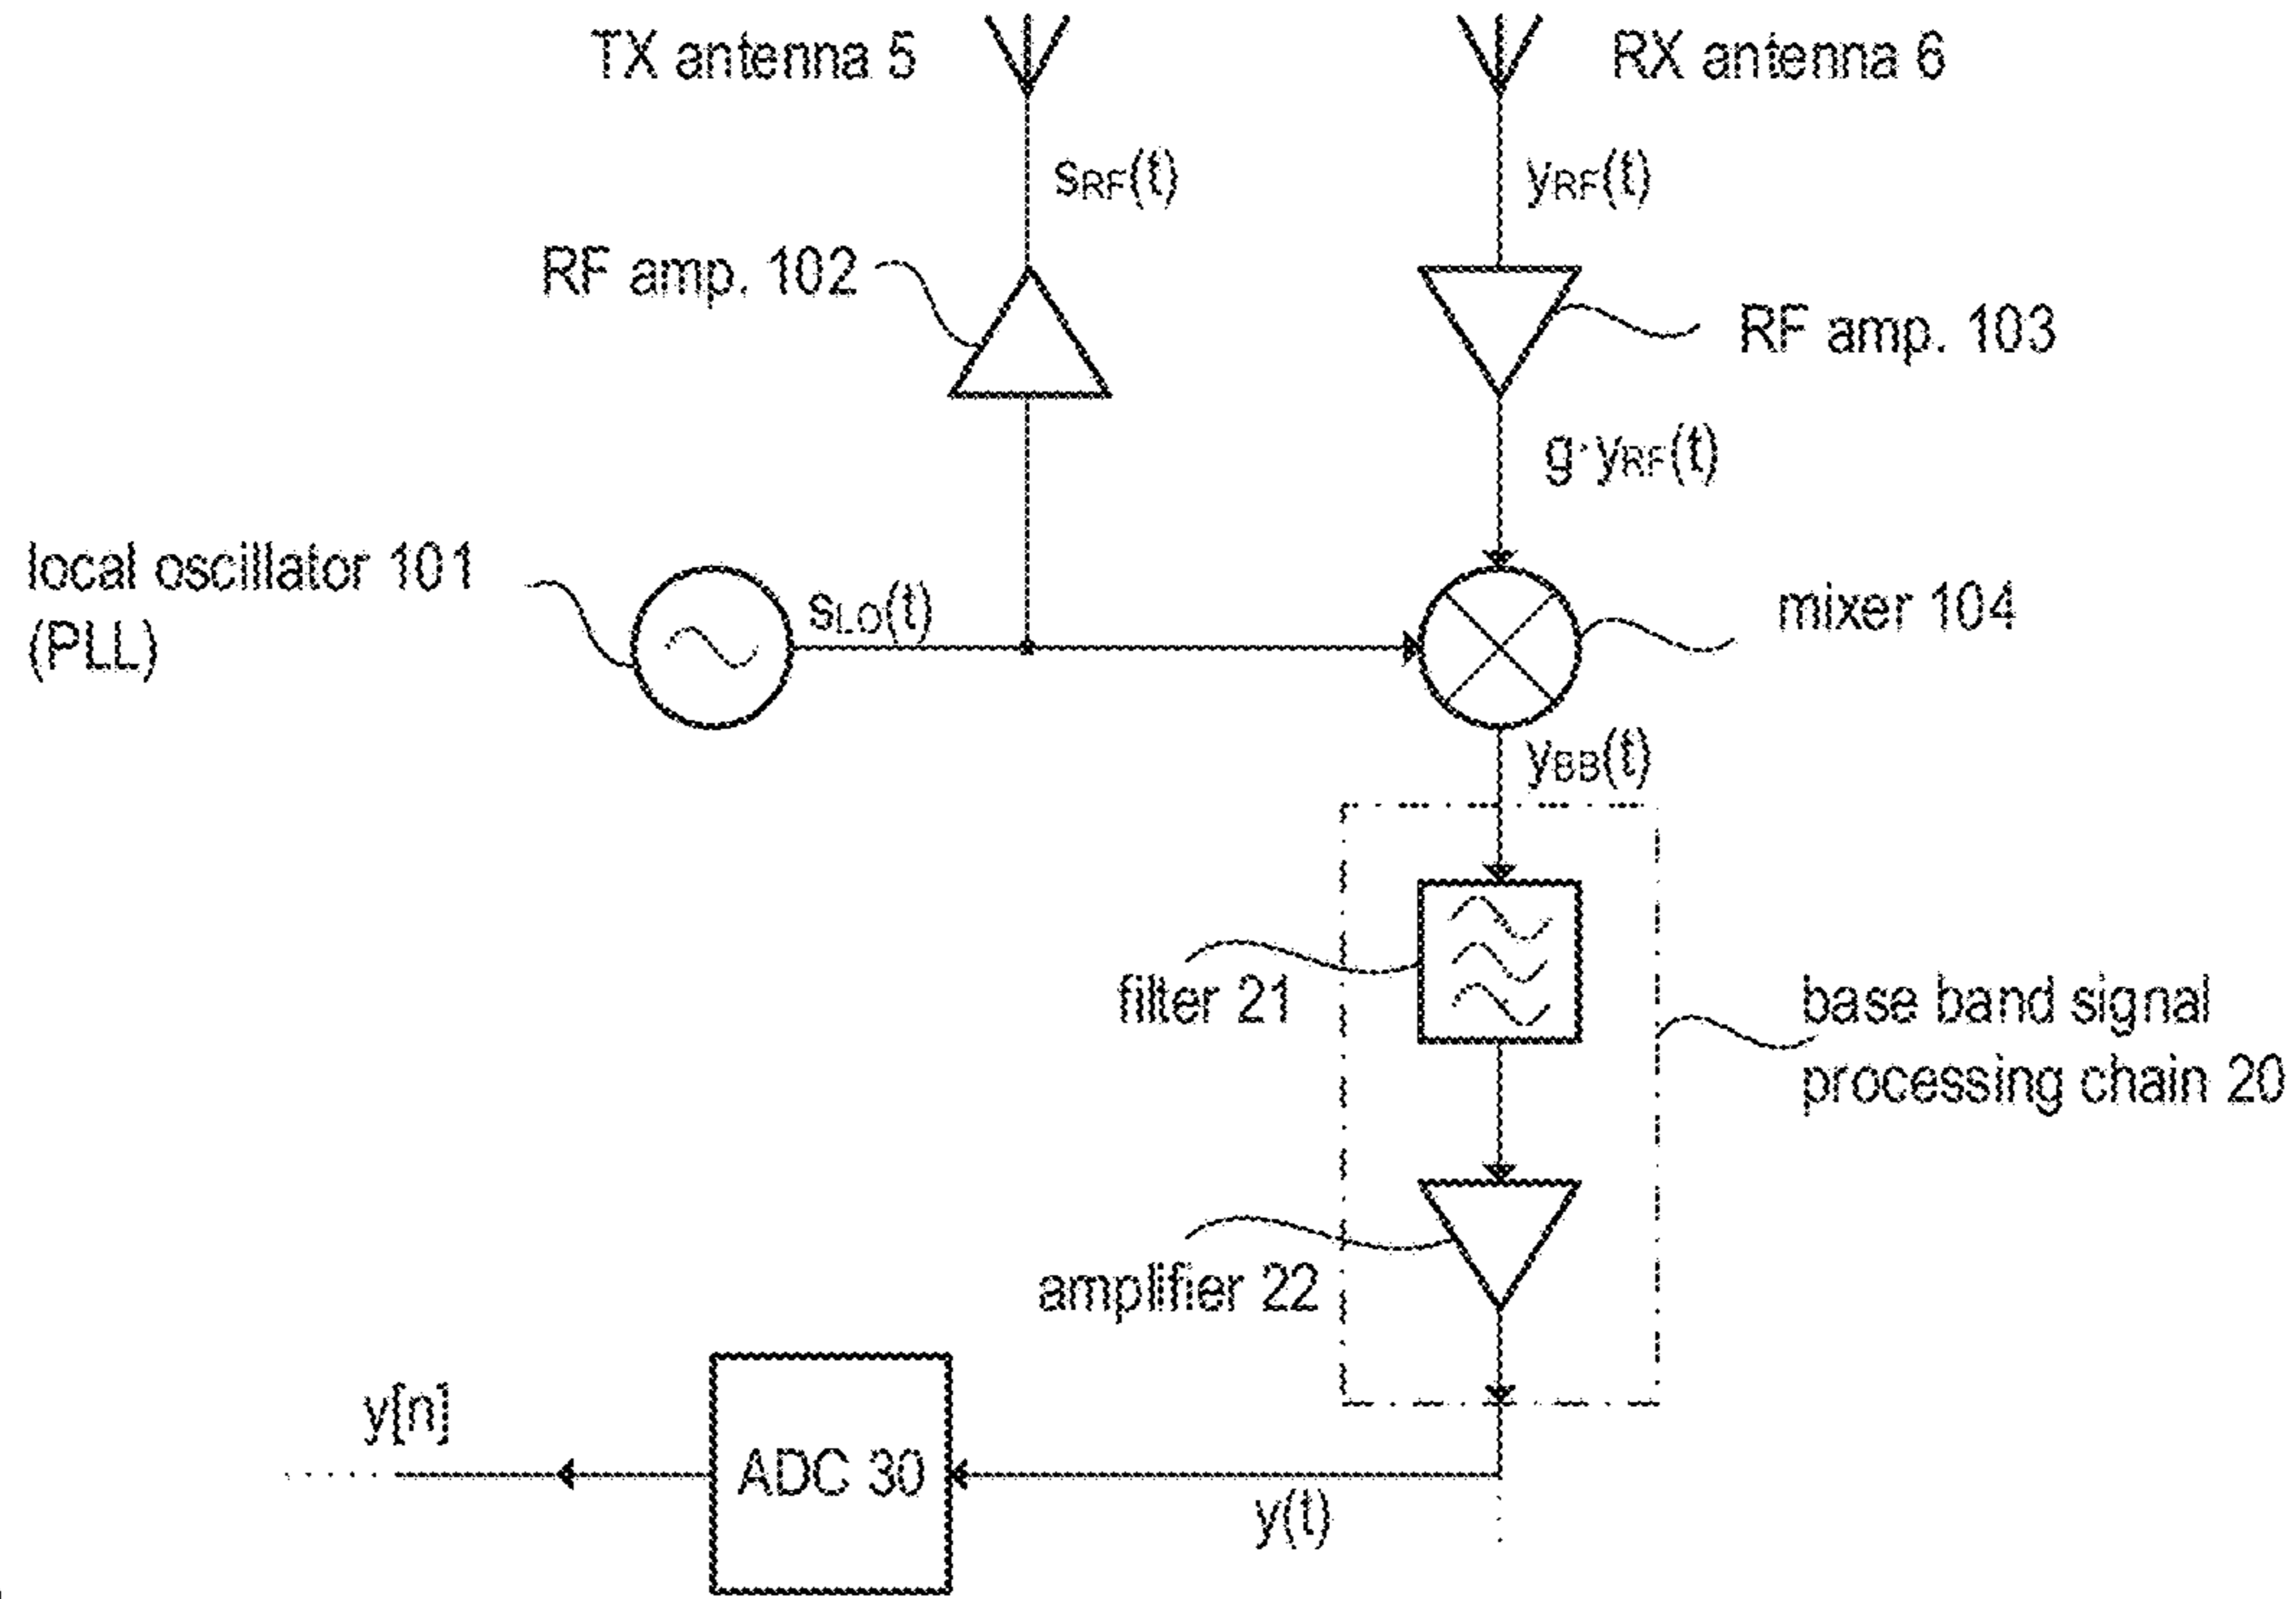 TX antenna 5
RX antenna 6
sRF(t)
yRF(t)
RF amp. 102
RF amp. 103
g·yRF(t)
local oscillator 101
(PLL)
sLO(t)
mixer 104
yBB(t)
filter 21
base band signal
processing chain 20
amplifier 22
y[n]
ADC 30
y(t)